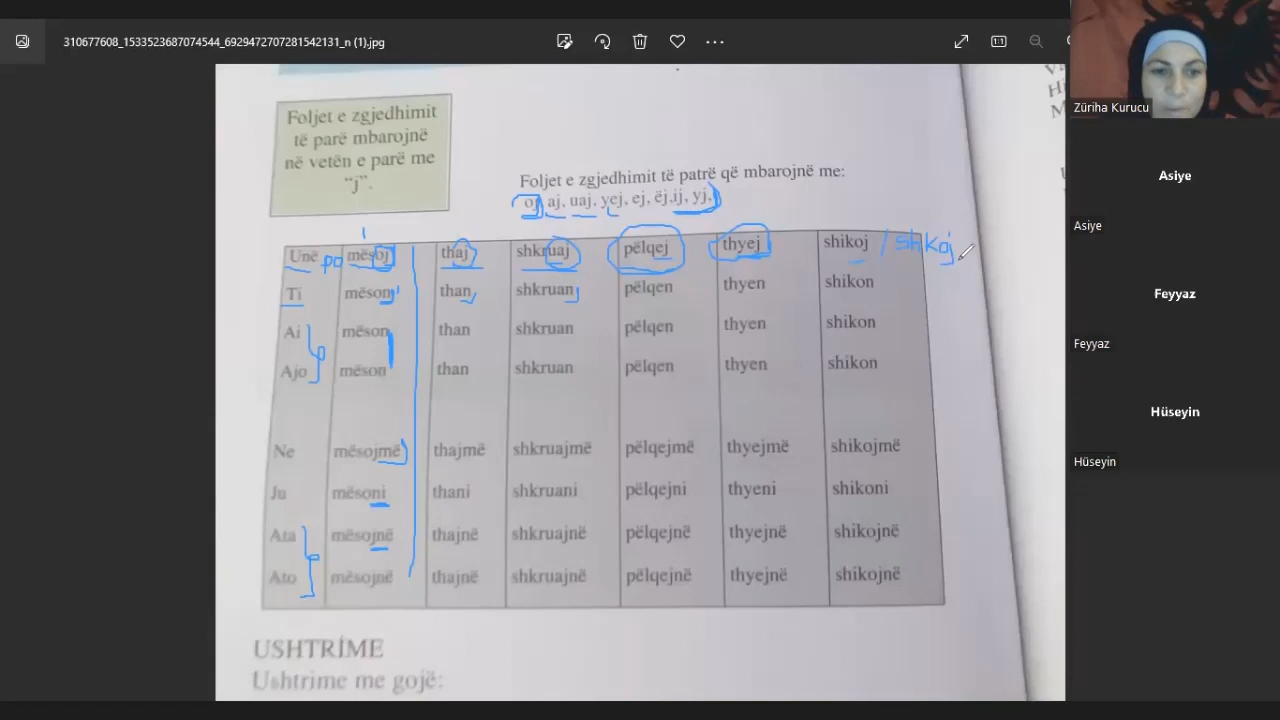 310677608_1533523687074544_6929472707281542131_n (1).jpg
Züriha Kurucu
Foljet e zgjedhimit
të parë mbarojnë
në vetën e parë me
“j”.
Foljet e zgjedhimit të patrë që mbarojnë me:
oj, aj, uaj, yej, ej, ëj,ij, yj,
Unë po mësoj thaj shkruaj pëlqej thyej shikoj / shikoj
Ti mëson than shkruan pëlqen thyen shikon
Ai mëson than shkruan pëlqen thyen shikon
Ajo mëson than shkruan pëlqen thyen shikon
Ne mësojmë thajmë shkruajmë pëlqejmë thyejmë shikojmë
Ju mësoni thani shkruani pëlqejni thyeni shikoni
Ata mësojnë thajnë shkruajnë pëlqejnë thyejnë shikojnë
Ato mësojnë thajnë shkruajnë pëlqejnë thyejnë shikojnë
USHTRİME
Ushtrime me gojë:
Asiye
Asiye
Feyyaz
Feyyaz
Hüseyin
Hüseyin